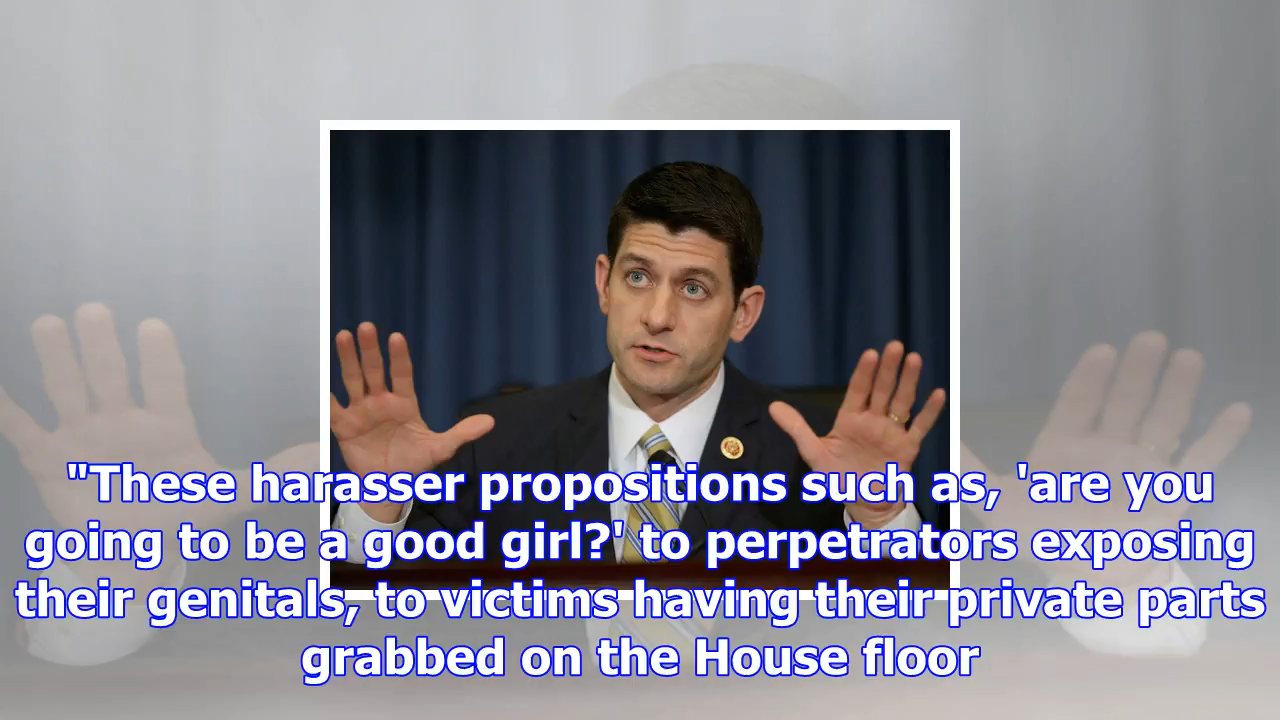 "These harasser propositions such as, 'are you
going to be a good girl?' to perpetrators exposing
their genitals, to victims having their private parts
grabbed on the House floor